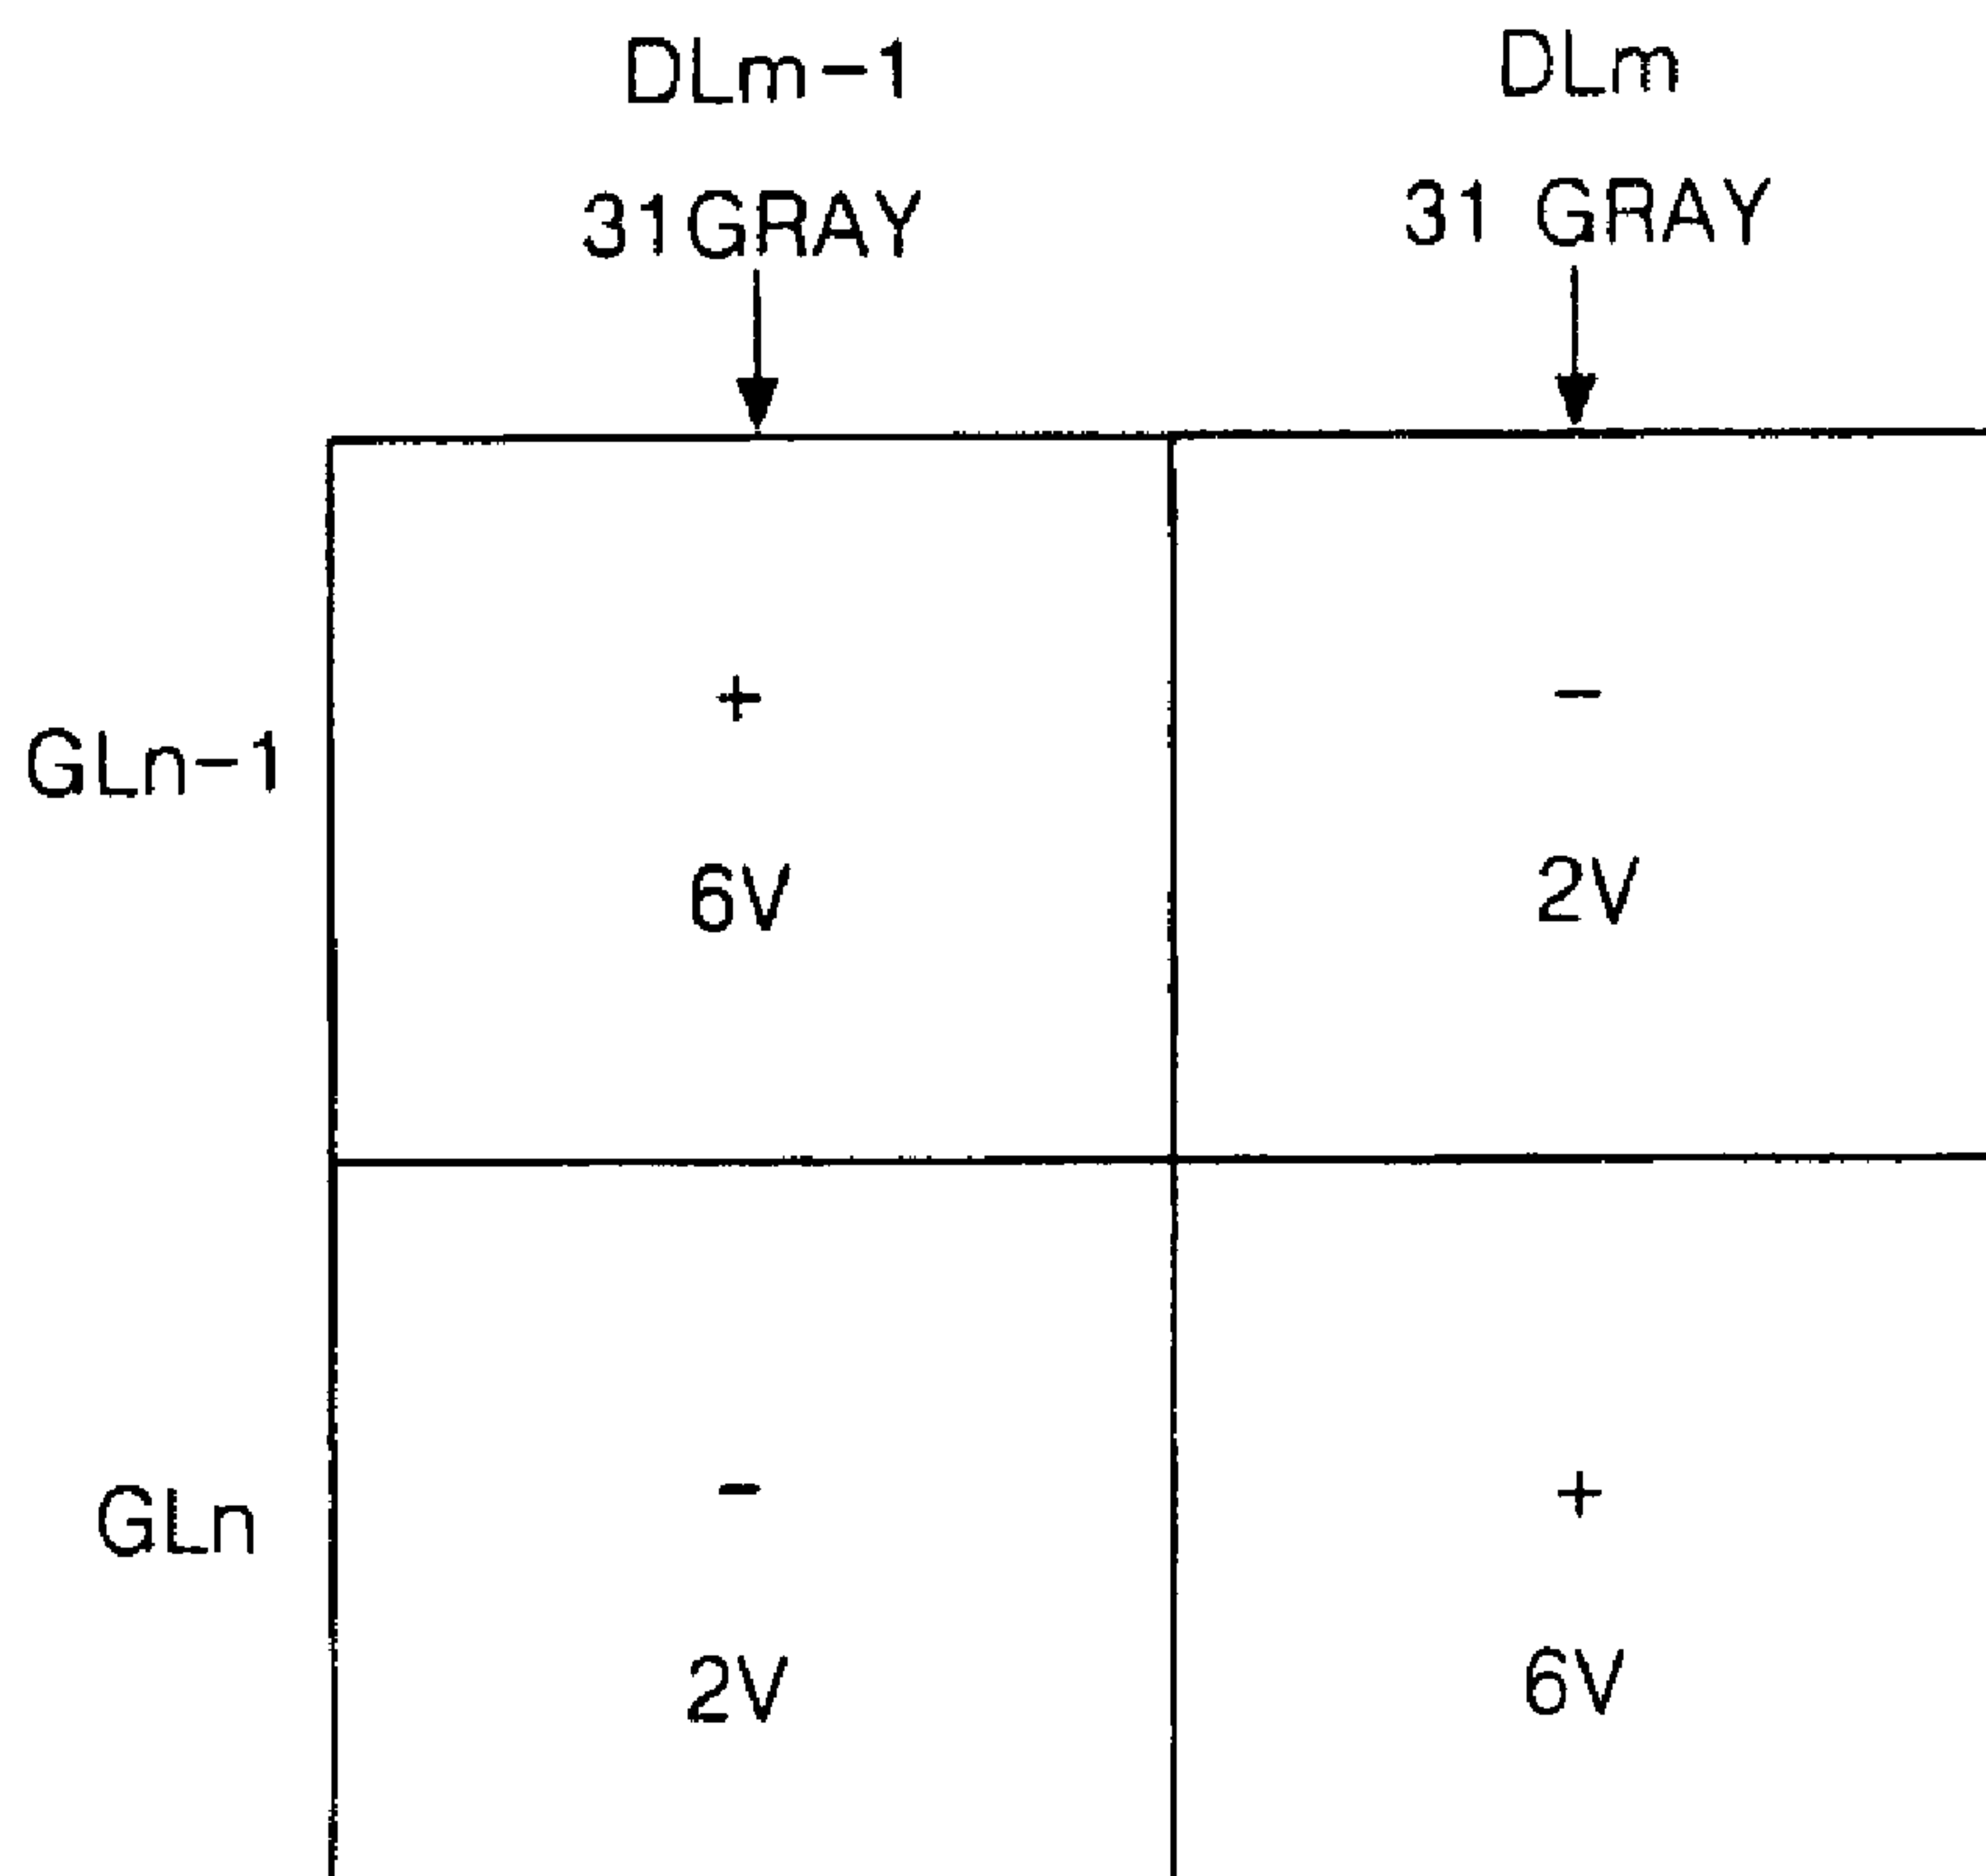 DLm-1 DLm
31GRAY 31 GRAY
+ -
GLn-1
6V 2V
- +
GLn
2V 6V